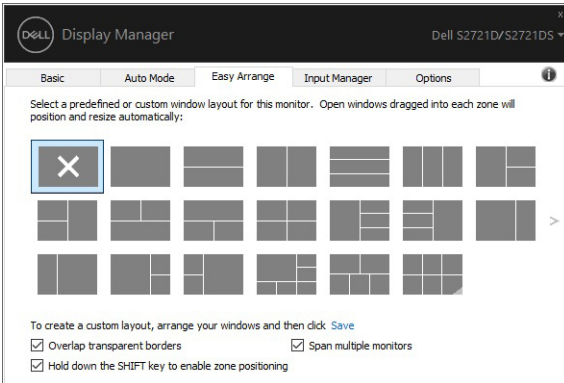 x
DELL Display Manager Dell S2721D/S2721DS
Basic Auto Mode Easy Arrange Input Manager Options i
Select a predefined or custom window layout for this monitor. Open windows dragged into each zone will
position and resize automatically:
To create a custom layout, arrange your windows and then click Save
Overlap transparent borders Span multiple monitors
Hold down the SHIFT key to enable zone positioning